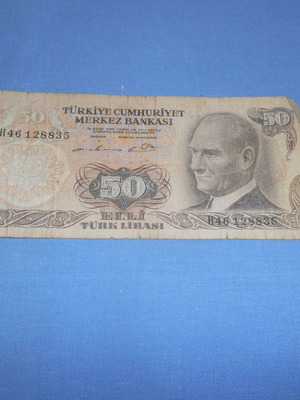 50
TÜRKİYE CUMHURİYET
MERKEZ BANKASI
50
H46 128835
50
ELLİ
TÜRK LİRASI
H46 128835